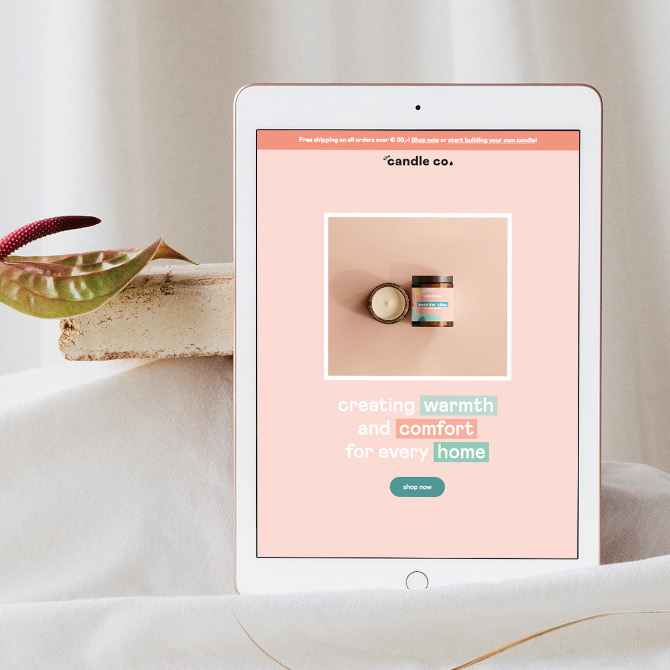 Free shipping on all orders over € 50,-! Shop now or start building your own candle!
the candle co.
creating warmth
and comfort
for every home
shop now